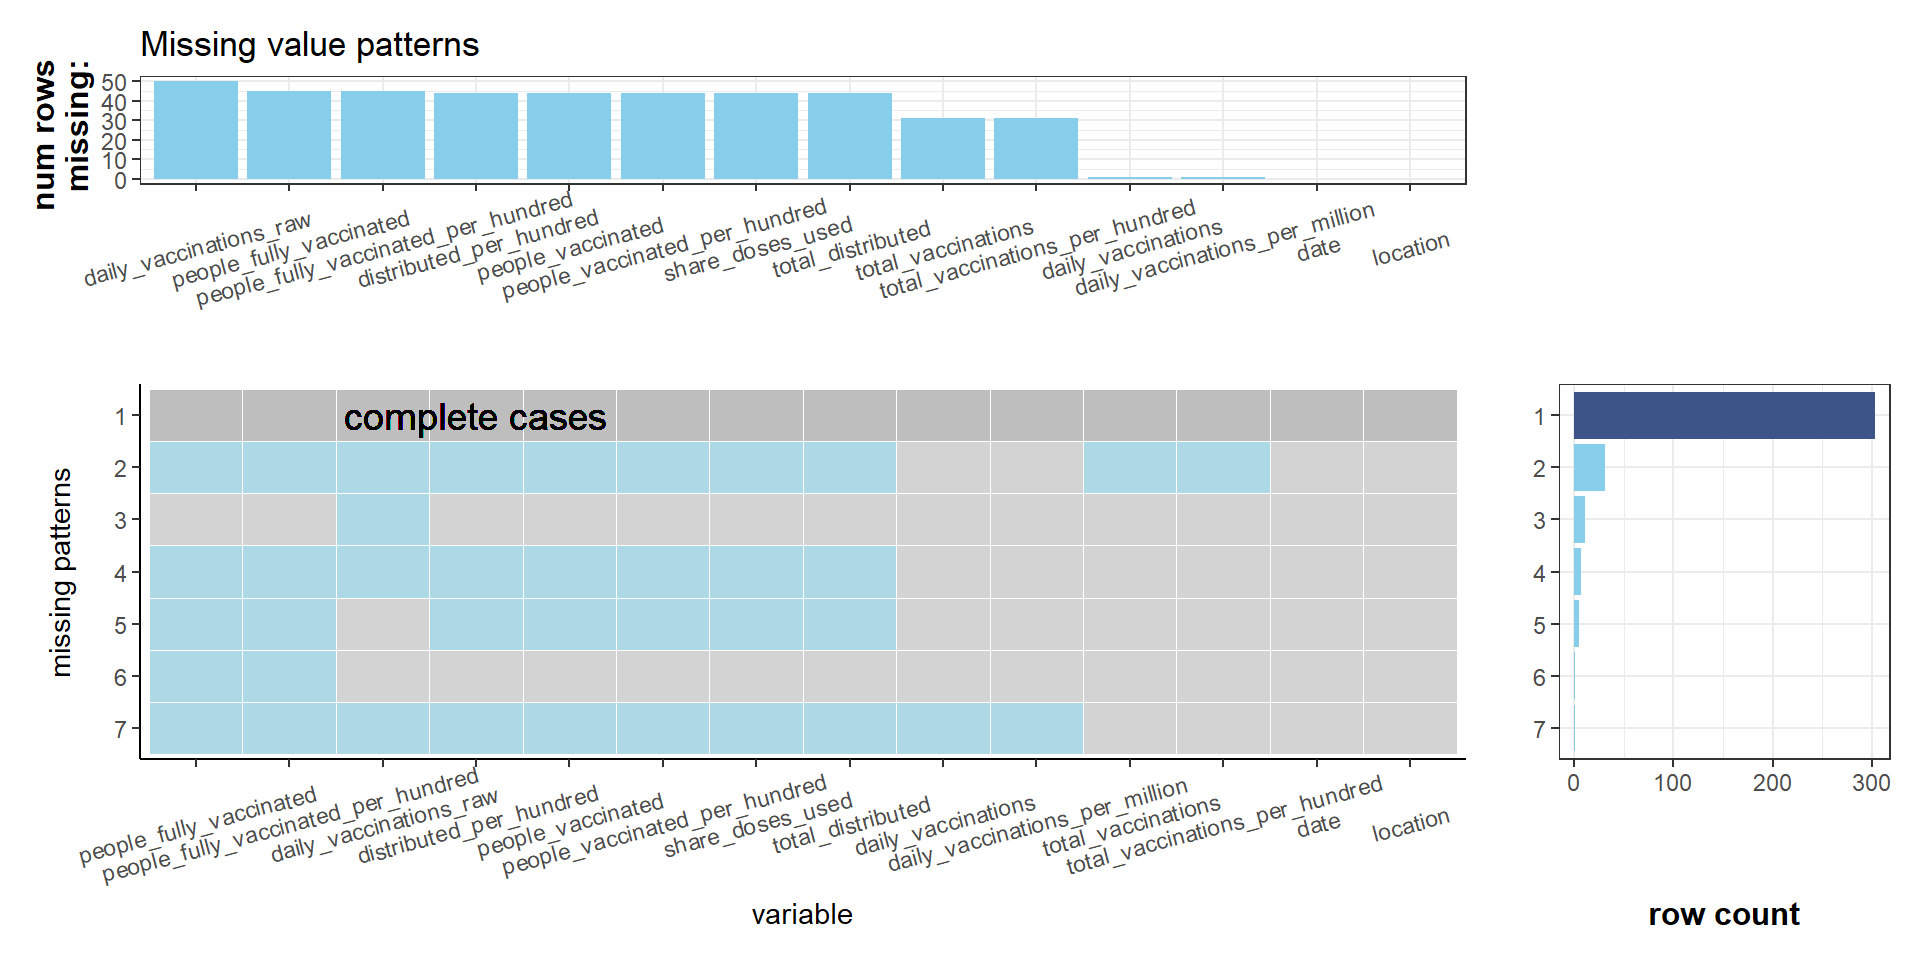 Missing value patterns
num rows
missing:
50
40
30
20
10
0
daily_vaccinations_raw
people_fully_vaccinated
people_fully_vaccinated_per_hundred
distributed_per_hundred
people_vaccinated
people_vaccinated_per_hundred
share_doses_used
total_distributed
total_vaccinations
total_vaccinations_per_hundred
daily_vaccinations
daily_vaccinations_per_million
date
location
missing patterns
complete cases
1
2
3
4
5
6
7
people_fully_vaccinated
people_fully_vaccinated_per_hundred
daily_vaccinations_raw
distributed_per_hundred
people_vaccinated
people_vaccinated_per_hundred
share_doses_used
total_distributed
daily_vaccinations
daily_vaccinations_per_million
total_vaccinations
total_vaccinations_per_hundred
date
location
variable
1
2
3
4
5
6
7
0 100 200 300
row count